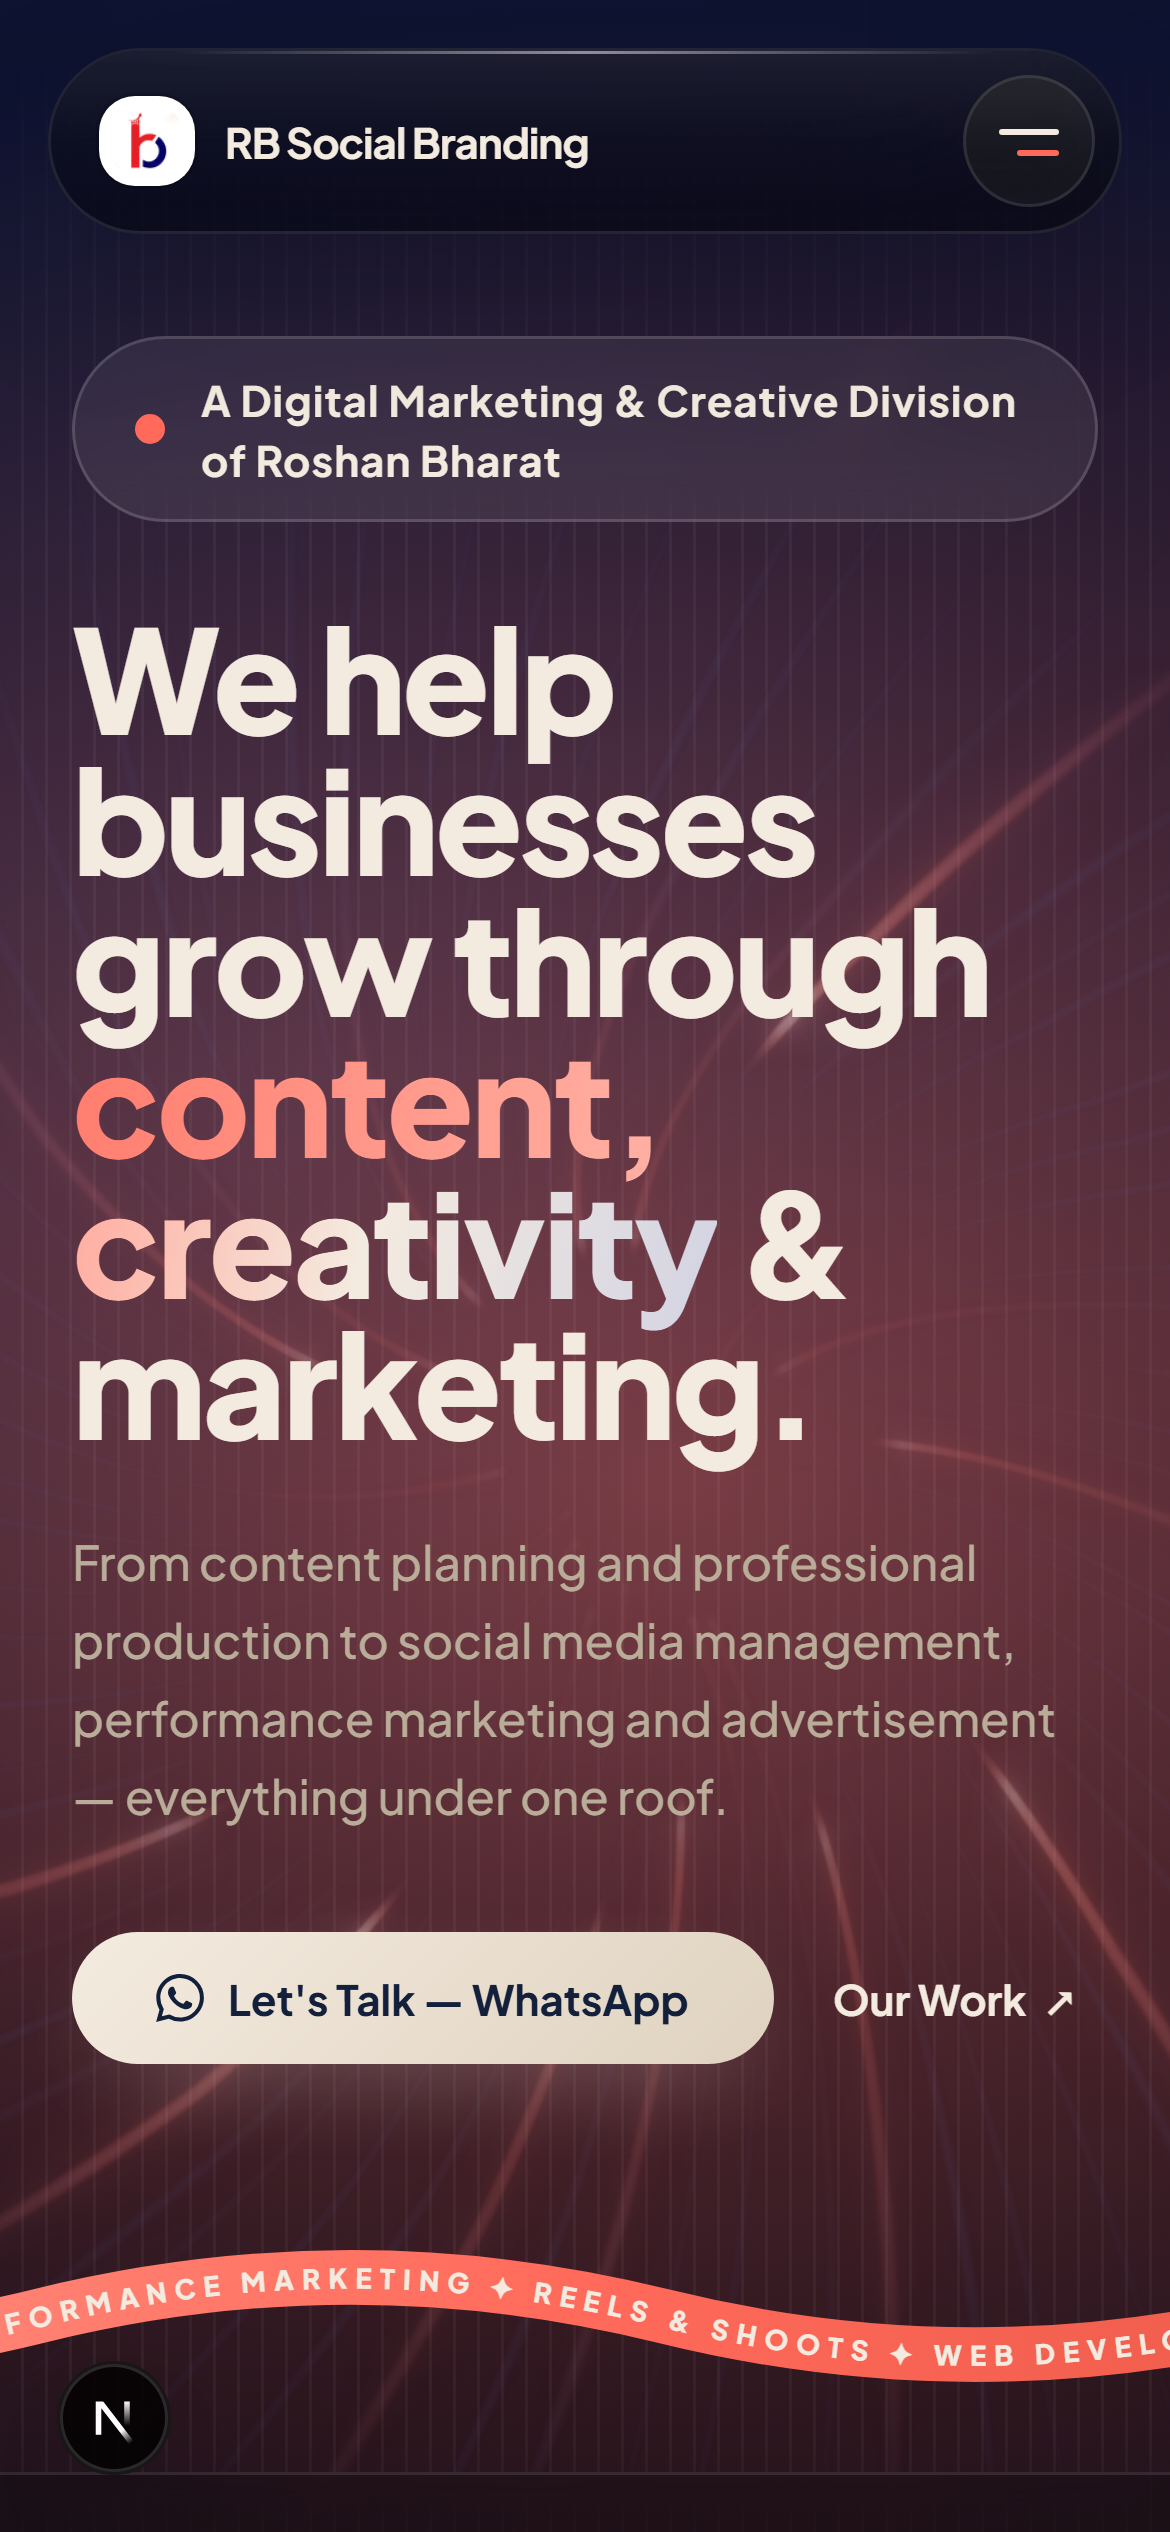 RB Social Branding
A Digital Marketing & Creative Division
of Roshan Bharat
We help
businesses
grow through
content,
creativity &
marketing.
From content planning and professional
production to social media management,
performance marketing and advertisement
— everything under one roof.
Let's Talk — WhatsApp
Our Work ↗
FORMANCE MARKETING ✦ REELS & SHOOTS ✦ WEB DEVELO
N